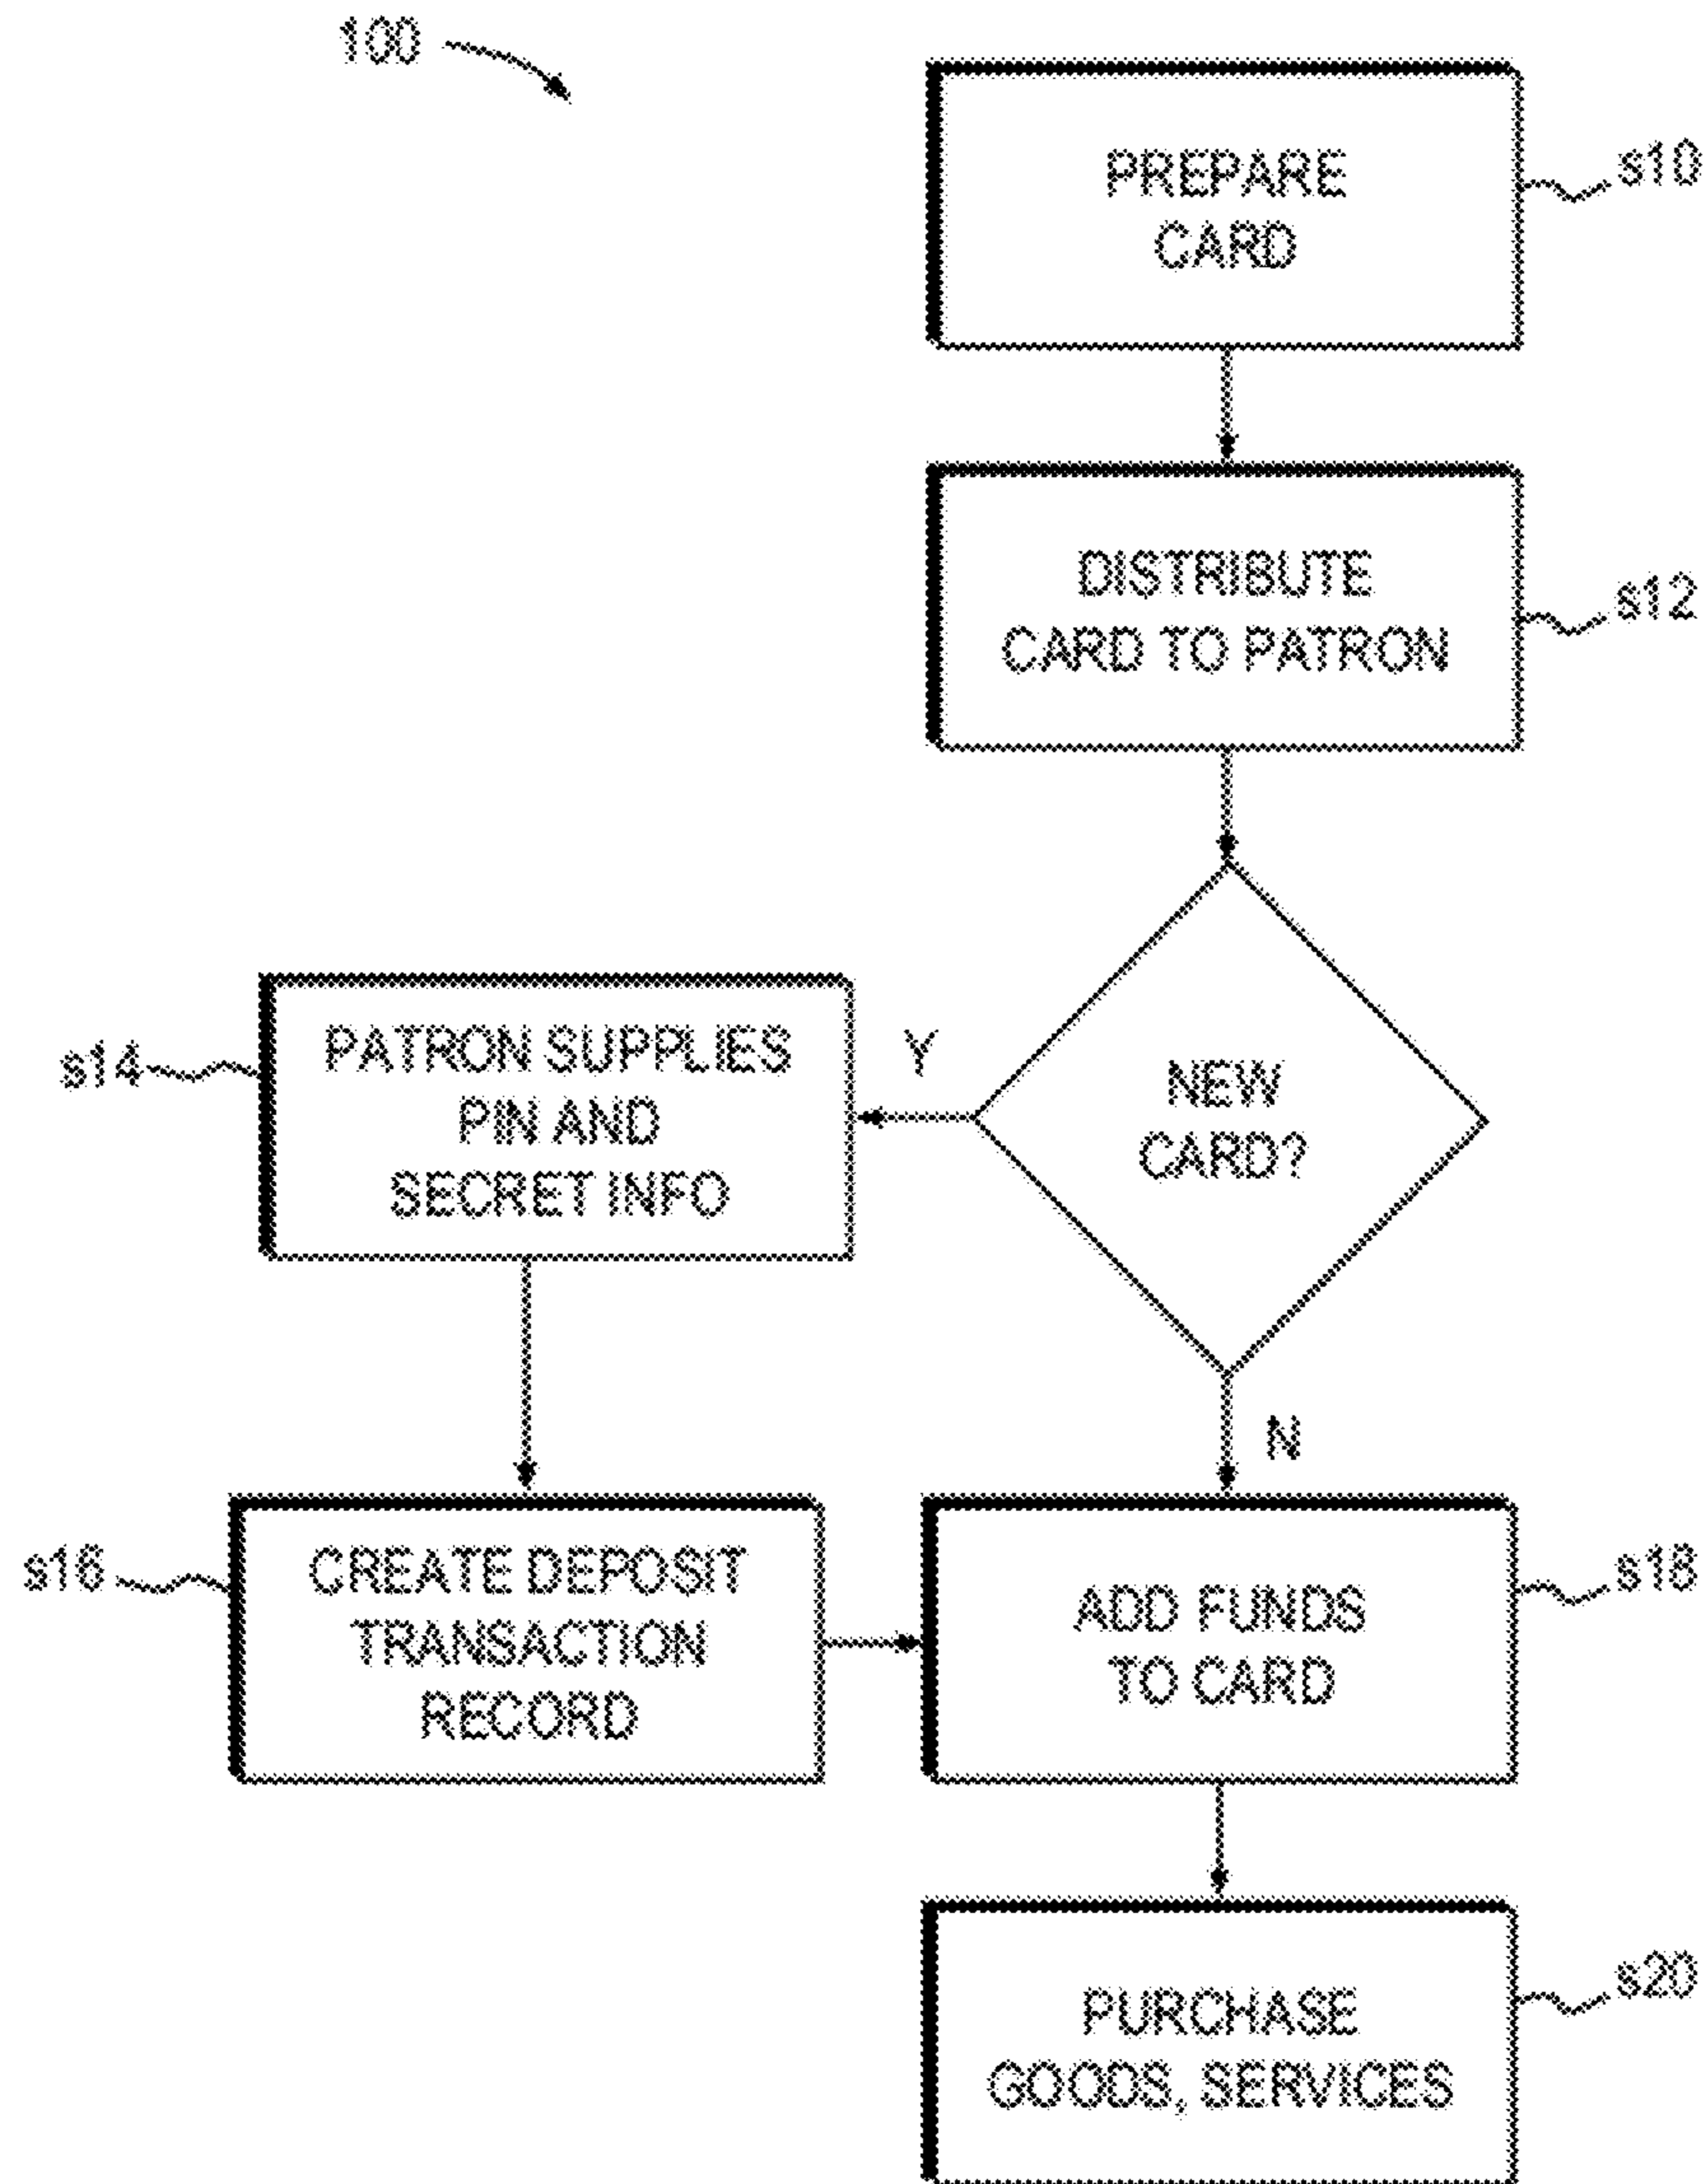 100
PREPARE
CARD
s10
DISTRIBUTE
CARD TO PATRON
s12
NEW
CARD?
Y
PATRON SUPPLIES
PIN AND
SECRET INFO
s14
N
CREATE DEPOSIT
TRANSACTION
RECORD
s16
ADD FUNDS
TO CARD
s18
PURCHASE
GOODS, SERVICES
s20